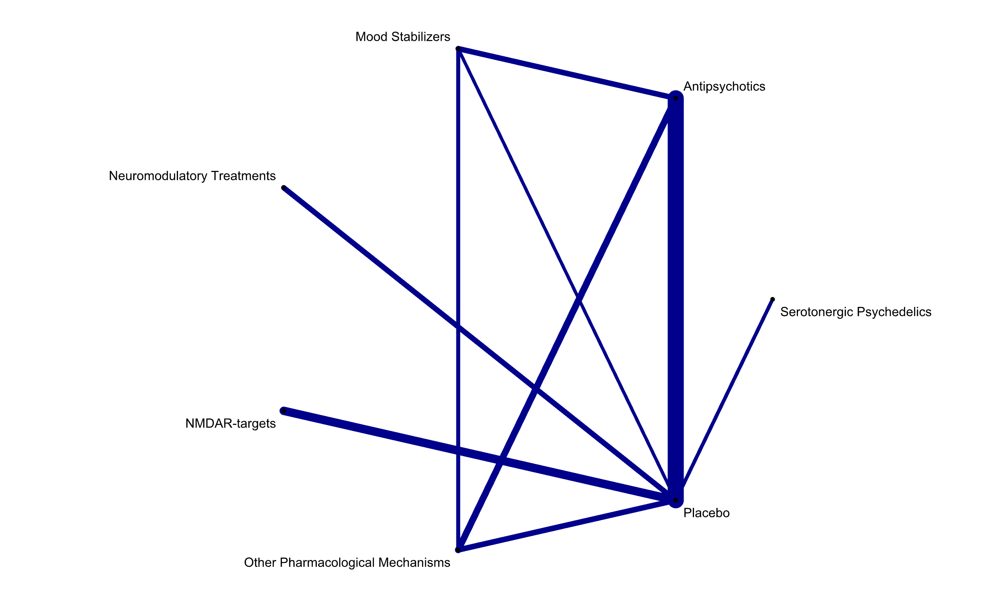 Mood Stabilizers
Antipsychotics
Neuromodulatory Treatments
Serotonergic Psychedelics
NMDAR-targets
Placebo
Other Pharmacological Mechanisms